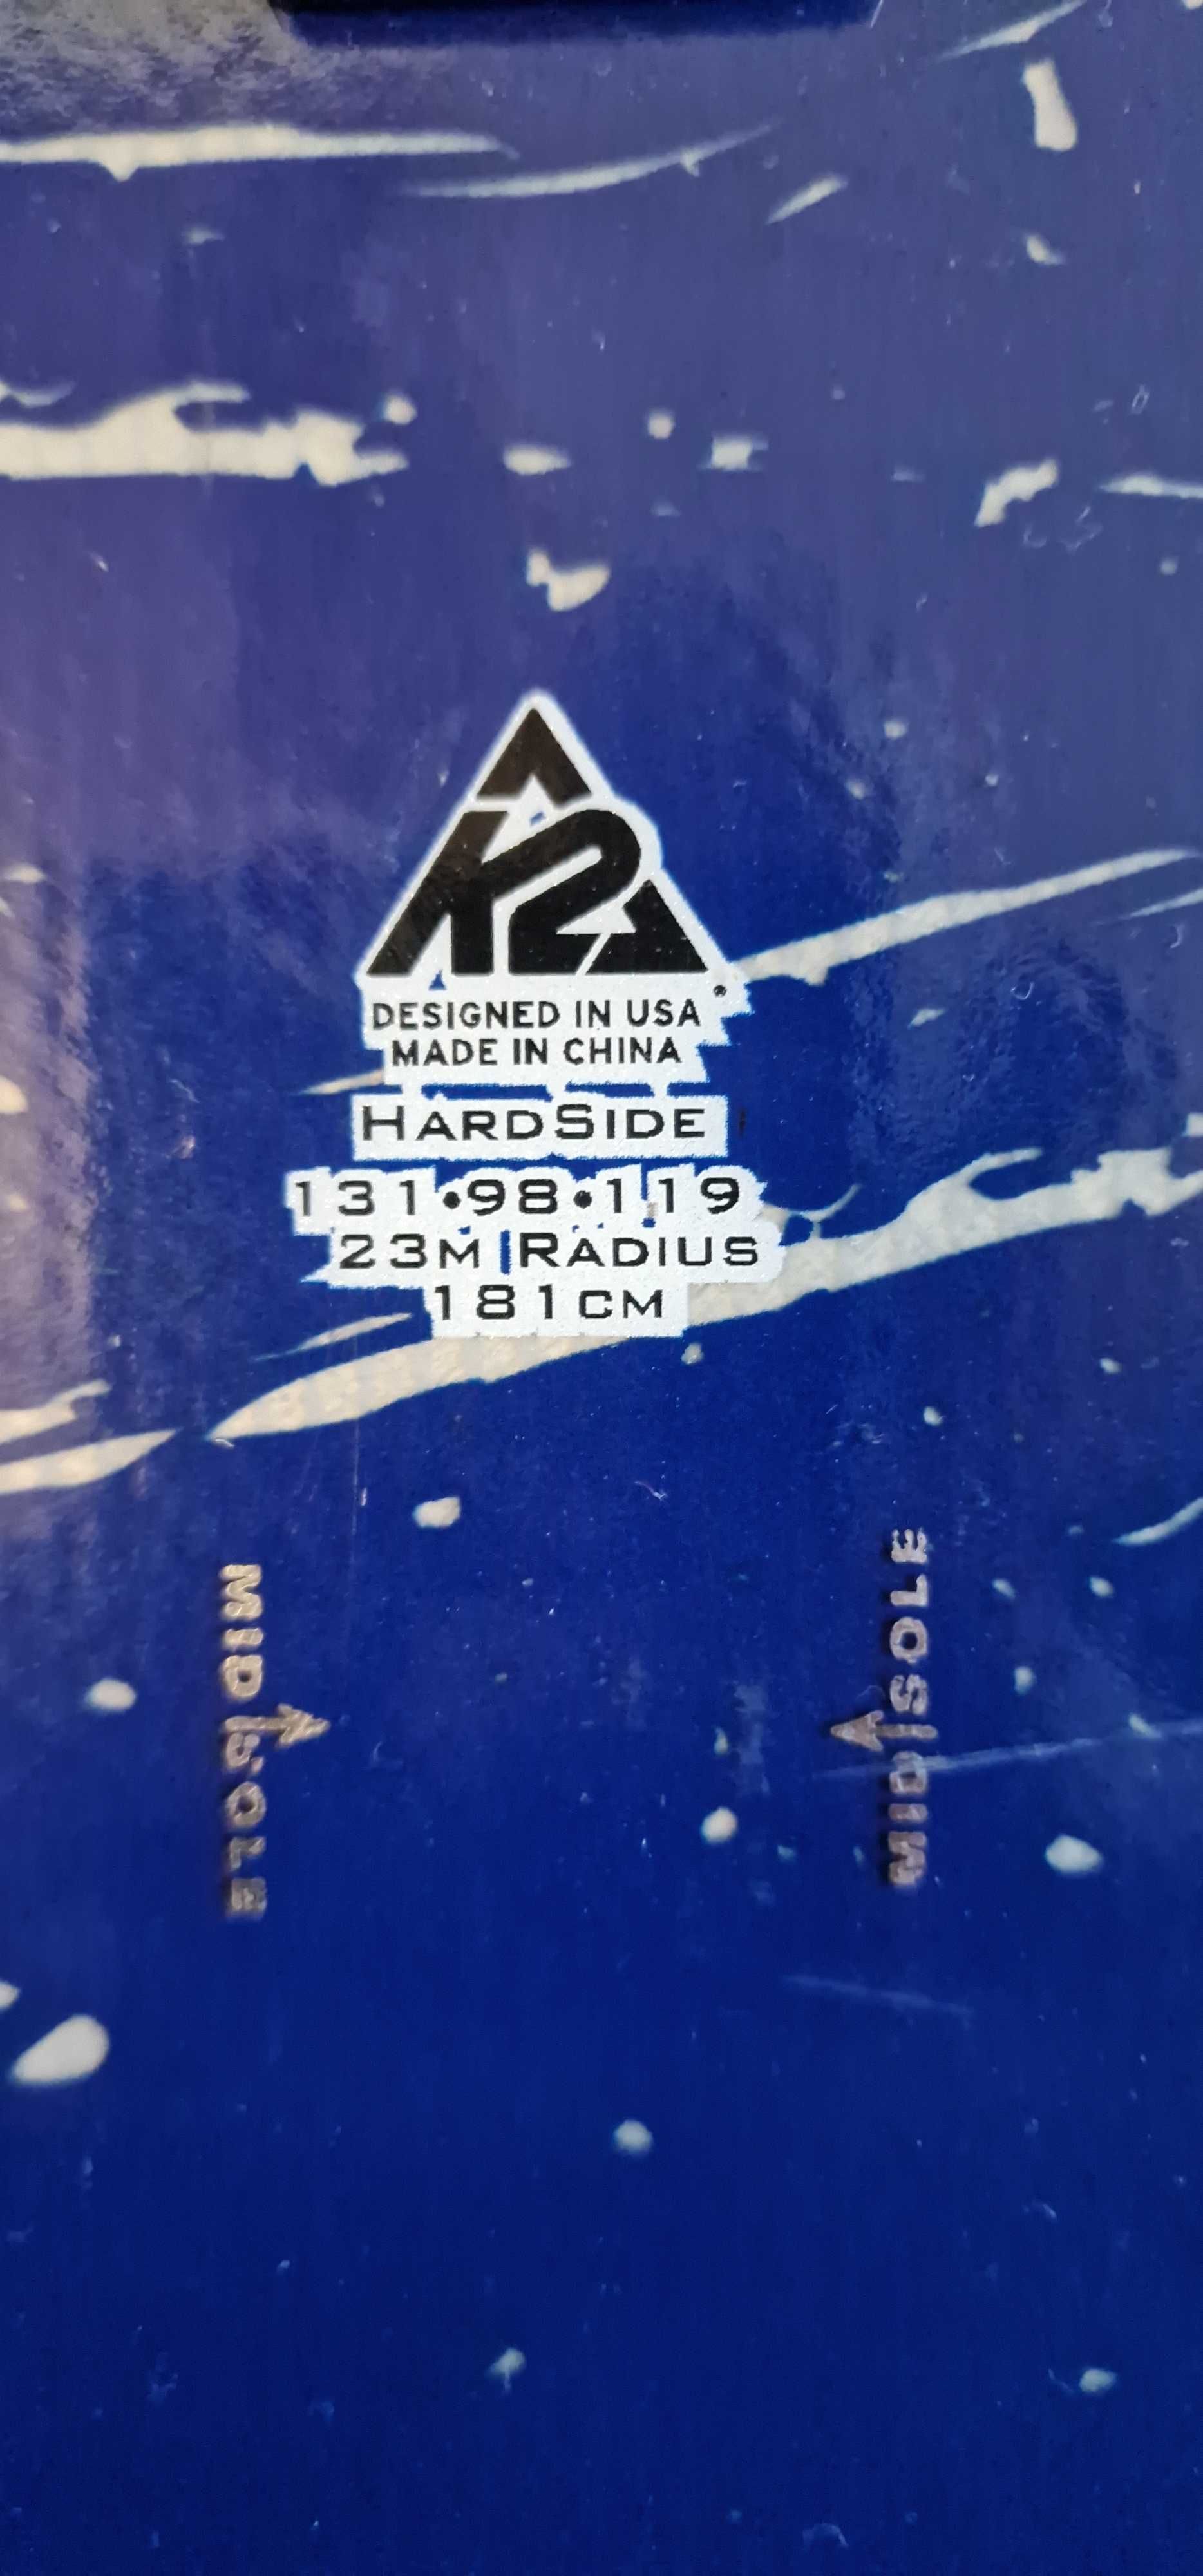 K2
DESIGNED IN USA
MADE IN CHINA
HARDSIDE
131•98•119
23M RADIUS
181CM
MID|SOLE
MID|SOLE